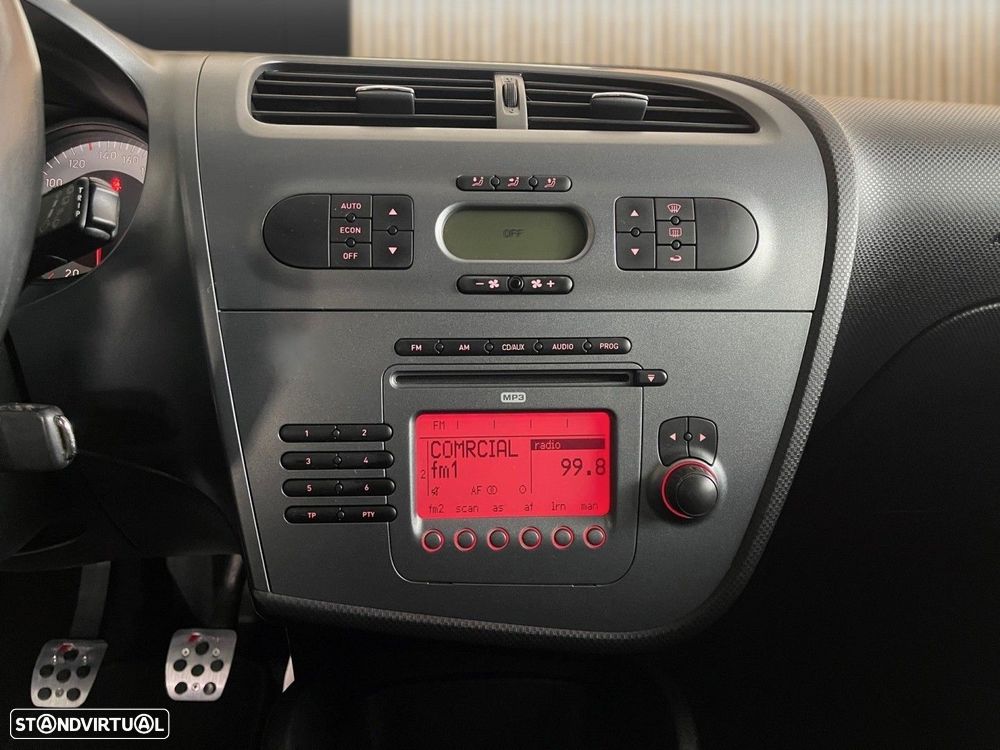 100 120 140 160
TRIP
20
AUTO
ECON
OFF
OFF
FM AM CD/AUX AUDIO PROG
MP3
1 2
3 4
5 6
TP PTY
FM
COMRCIAL radio
2 fm1 99.8
AF
fm2 scan as af lrn man
STANDVIRTUAL